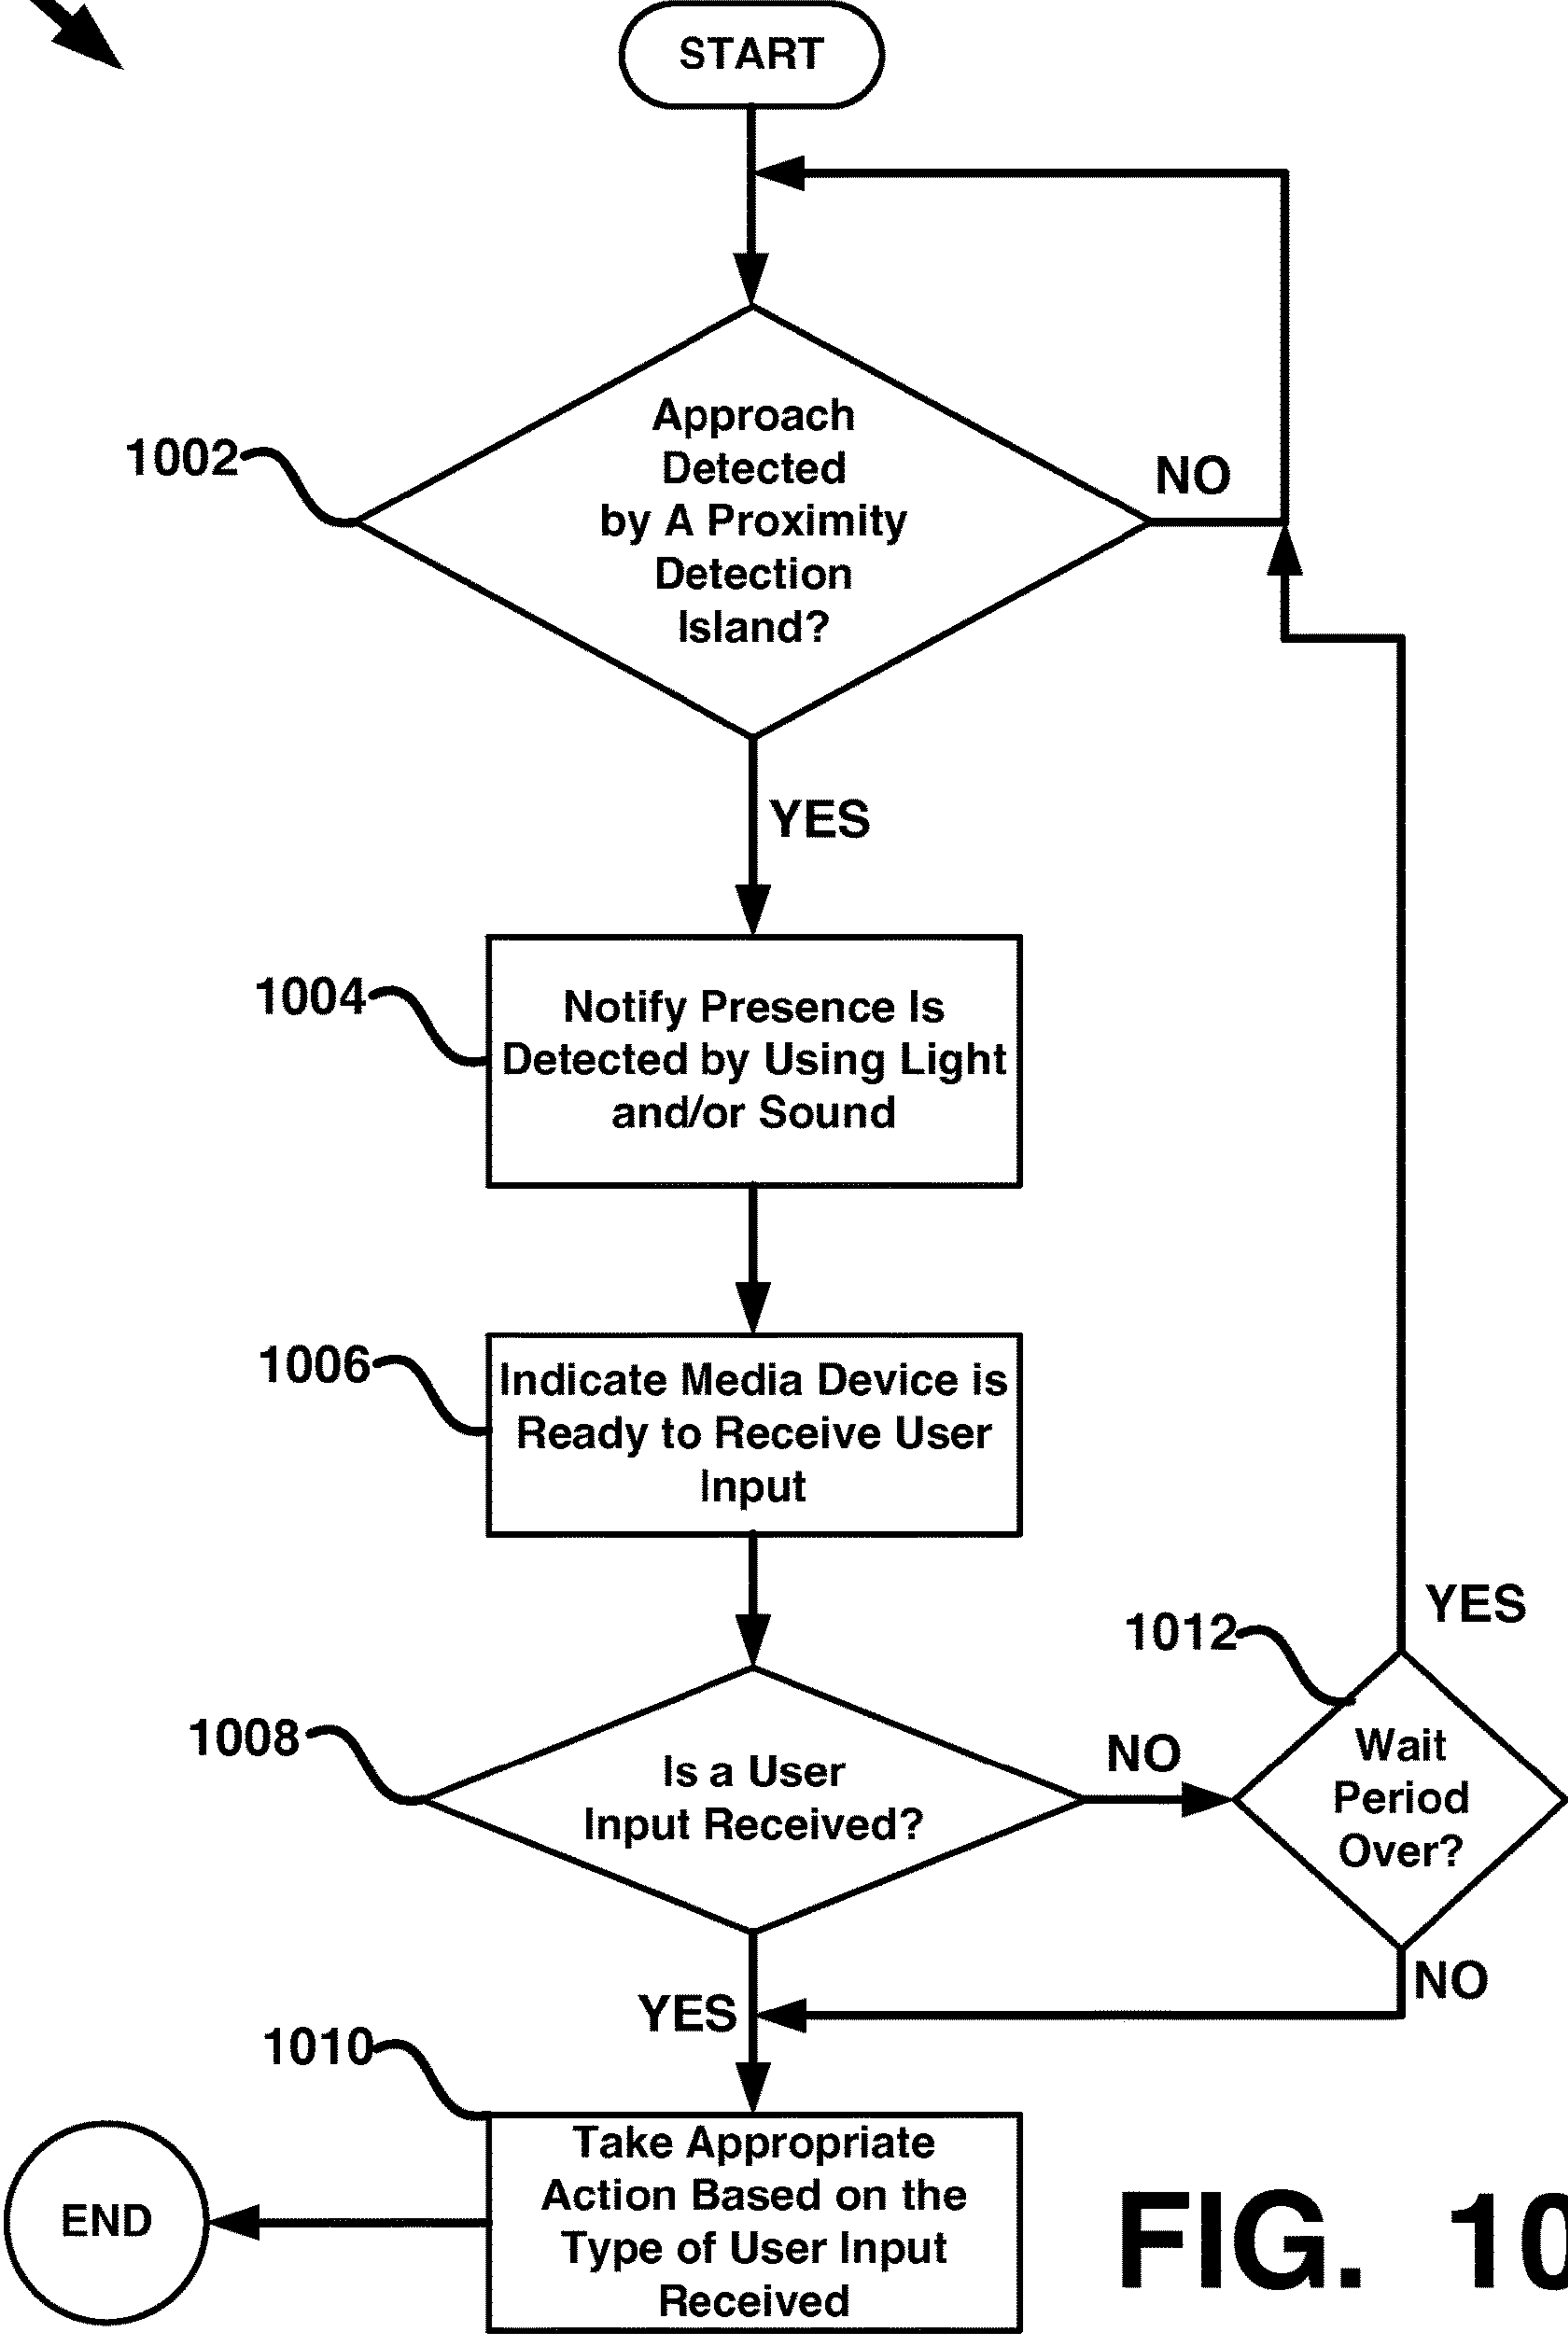 START
Approach
Detected
by A Proximity
Detection
Island?
1002
NO
YES
1004
Notify Presence Is
Detected by Using Light
and/or Sound
1006
Indicate Media Device is
Ready to Receive User
Input
YES
1012
1008
Is a User
Input Received?
NO
Wait
Period
Over?
NO
YES
1010
Take Appropriate
Action Based on the
Type of User Input
Received
END
FIG. 10